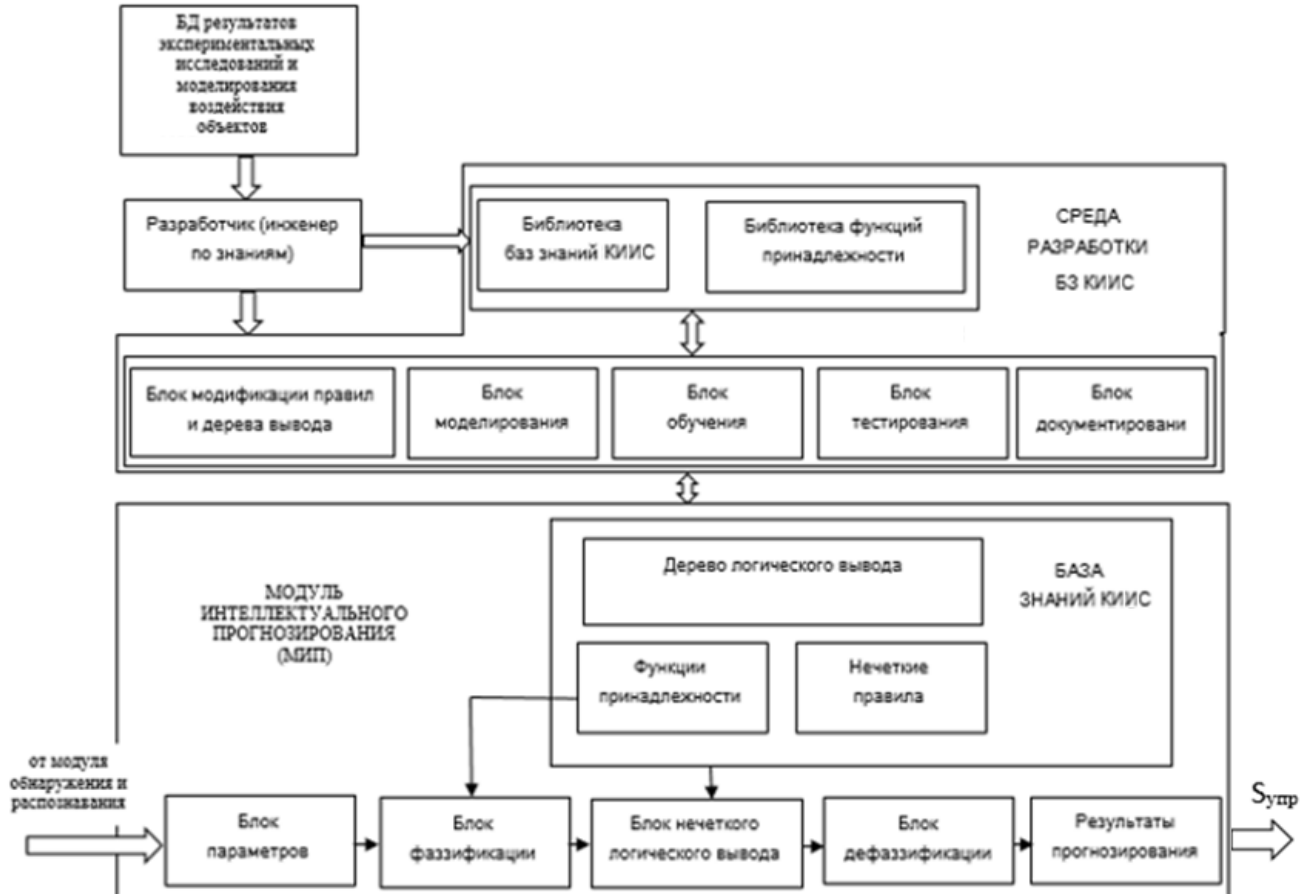 БД результатов
экспериментальных
исследований и
моделирования
воздействия
объектов
Разработчик (инженер
по знаниям)
Библиотека
баз знаний КИИС
Библиотека функций
принадлежности
СРЕДА
РАЗРАБОТКИ
БЗ КИИС
Блок модификации правил
и дерева вывода
Блок
моделирования
Блок
обучения
Блок
тестирования
Блок
документировани
МОДУЛЬ
ИНТЕЛЛЕКТУАЛЬНОГО
ПРОГНОЗИРОВАНИЯ
(МИП)
Дерево логического вывода
БАЗА
ЗНАНИЙ КИИС
Функции
принадлежности
Нечеткие
правила
от модуля
обнаружения и
распознавания
Блок
параметров
Блок
фаззификации
Блок нечеткого
логического вывода
Блок
дефаззификации
Результаты
прогнозирования
Sупр